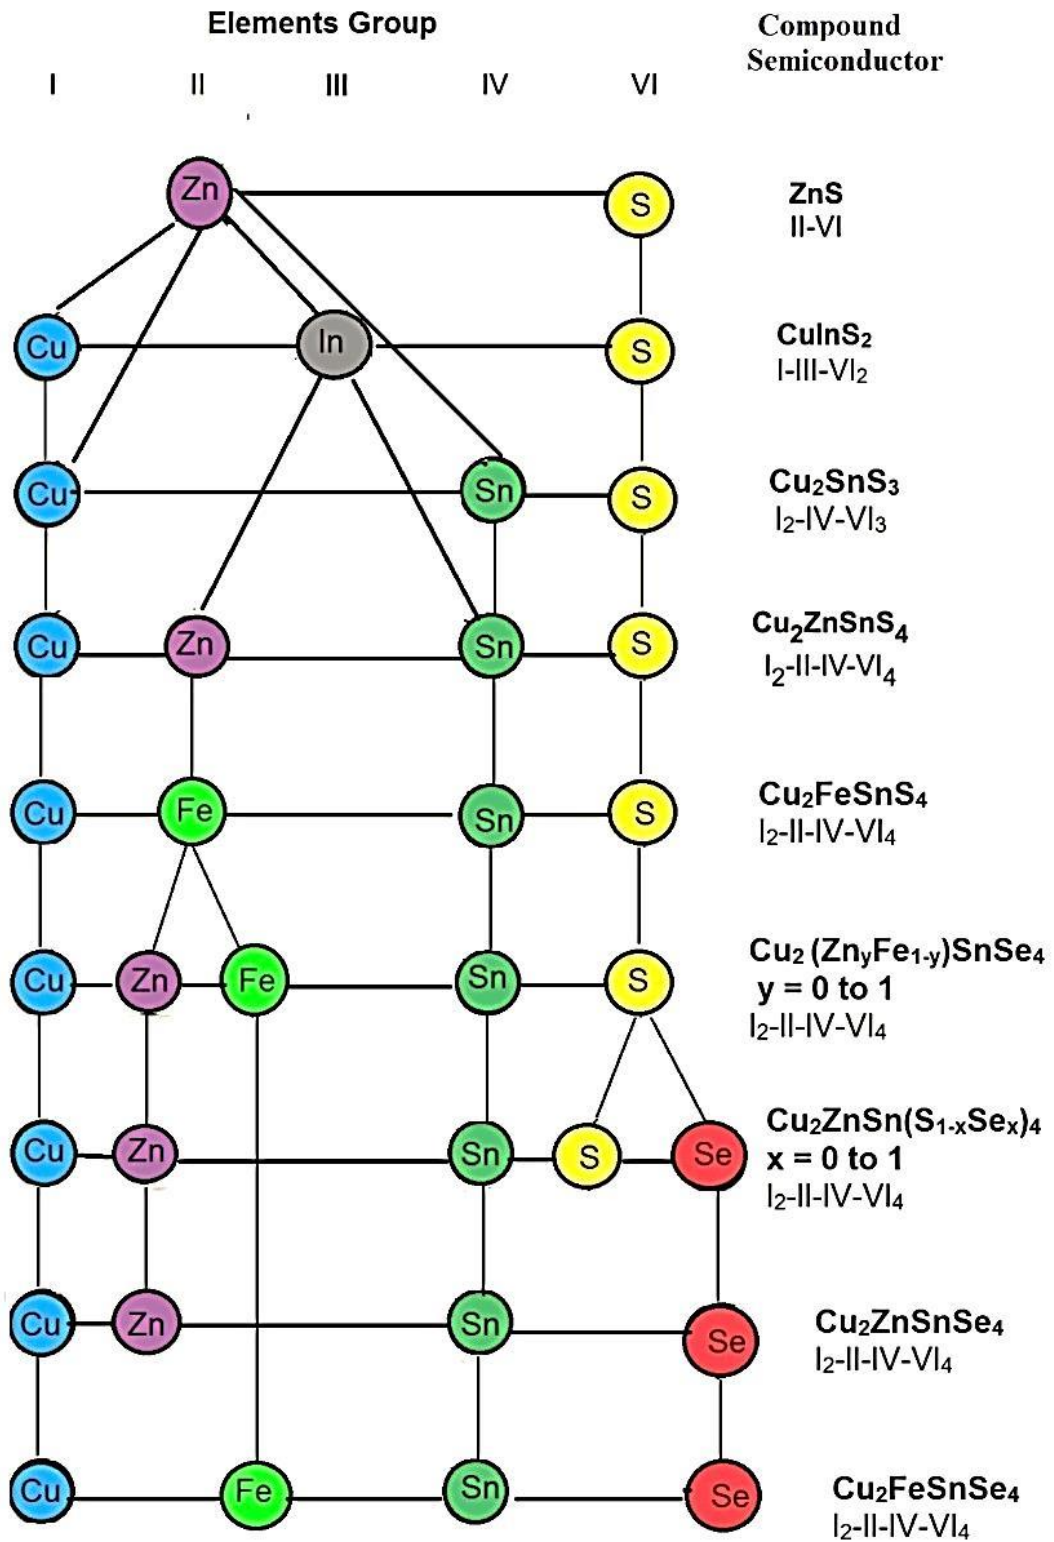 Elements Group
Compound
Semiconductor
I II III IV VI
Zn S
ZnS
II-VI
Cu In S
CuInS₂
I-III-VI₂
Cu Sn S
Cu₂SnS₃
I₂-IV-VI₃
Cu Zn Sn S
Cu₂ZnSnS₄
I₂-II-IV-VI₄
Cu Fe Sn S
Cu₂FeSnS₄
I₂-II-IV-VI₄
Cu Zn Fe Sn S
Cu₂ (ZnyFe₁₋y)SnSe₄
y = 0 to 1
I₂-II-IV-VI₄
Cu Zn Sn S Se
Cu₂ZnSn(S₁₋ₓSeₓ)₄
x = 0 to 1
I₂-II-IV-VI₄
Cu Zn Sn Se
Cu₂ZnSnSe₄
I₂-II-IV-VI₄
Cu Fe Sn Se
Cu₂FeSnSe₄
I₂-II-IV-VI₄